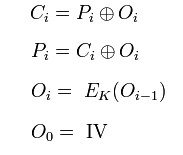 C_i = P_i ⊕ O_i
P_i = C_i ⊕ O_i
O_i = E_K(O_{i−1})
O_0 = IV